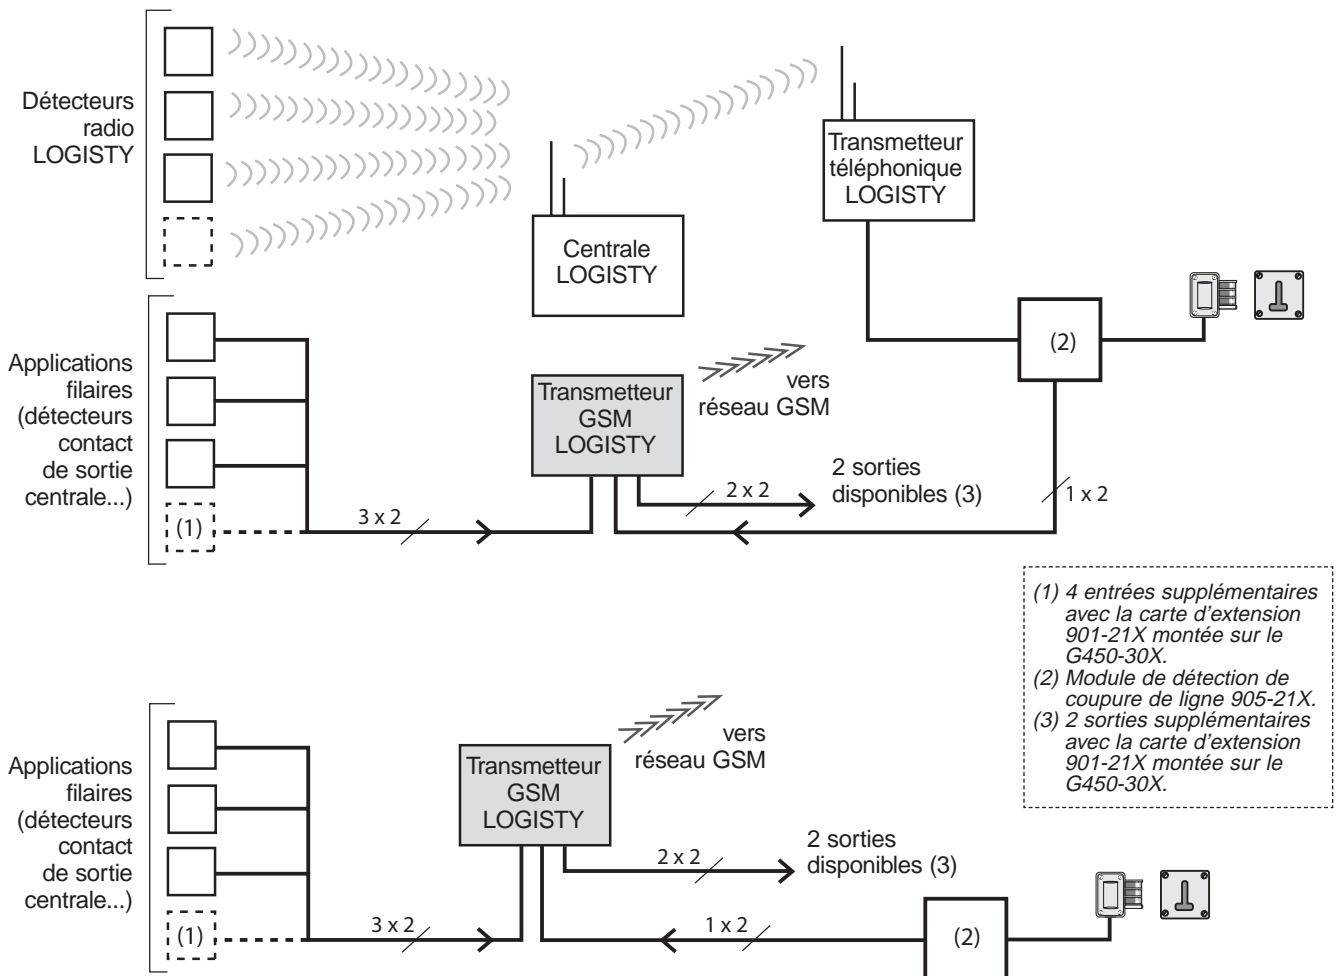 Détecteurs
radio
LOGISTY
Transmetteur
téléphonique
LOGISTY
Centrale
LOGISTY
(2)
Applications
filaires
(détecteurs
contact
de sortie
centrale...)
(1)
3 x 2
Transmetteur
GSM
LOGISTY
vers
réseau GSM
2 x 2
2 sorties
disponibles (3)
1 x 2
(1) 4 entrées supplémentaires
avec la carte d'extension
901-21X montée sur le
G450-30X.
(2) Module de détection de
coupure de ligne 905-21X.
(3) 2 sorties supplémentaires
avec la carte d'extension
901-21X montée sur le
G450-30X.
Applications
filaires
(détecteurs
contact
de sortie
centrale...)
(1)
3 x 2
Transmetteur
GSM
LOGISTY
vers
réseau GSM
2 x 2
2 sorties
disponibles (3)
1 x 2
(2)